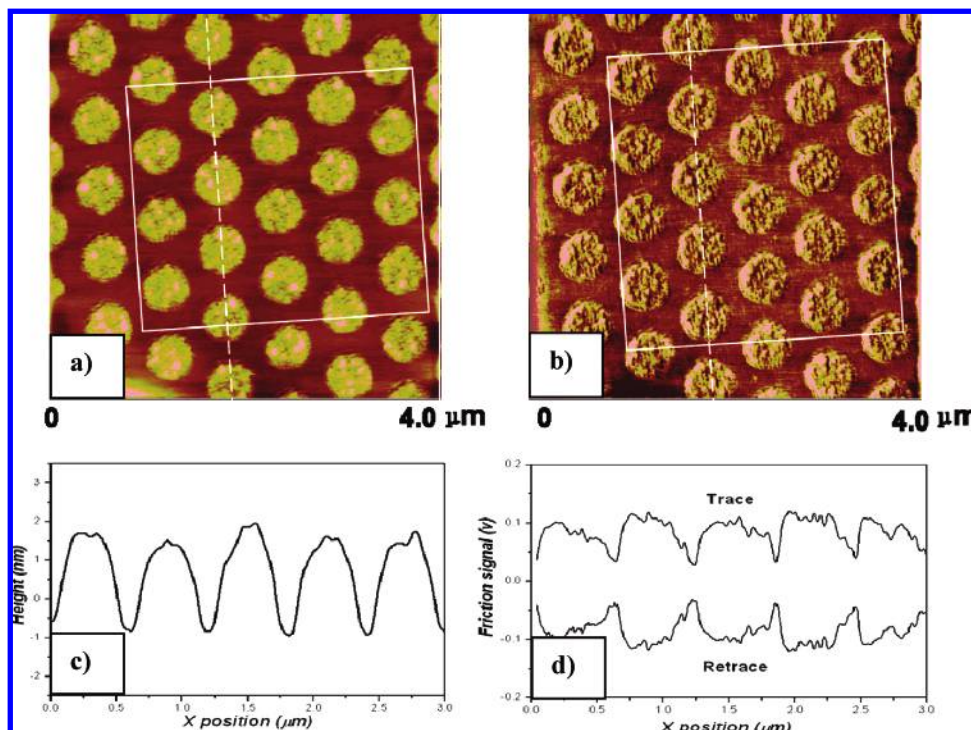 a)
b)
0 4.0 μm
0 4.0 μm
Height (nm)
3
2
1
0
-1
-2
c)
0.0 0.5 1.0 1.5 2.0 2.5 3.0
X position (μm)
Friction signal (v)
0.2
0.1
0.0
-0.1
-0.2
Trace
Retrace
d)
0.0 0.5 1.0 1.5 2.0 2.5 3.0
X position (μm)